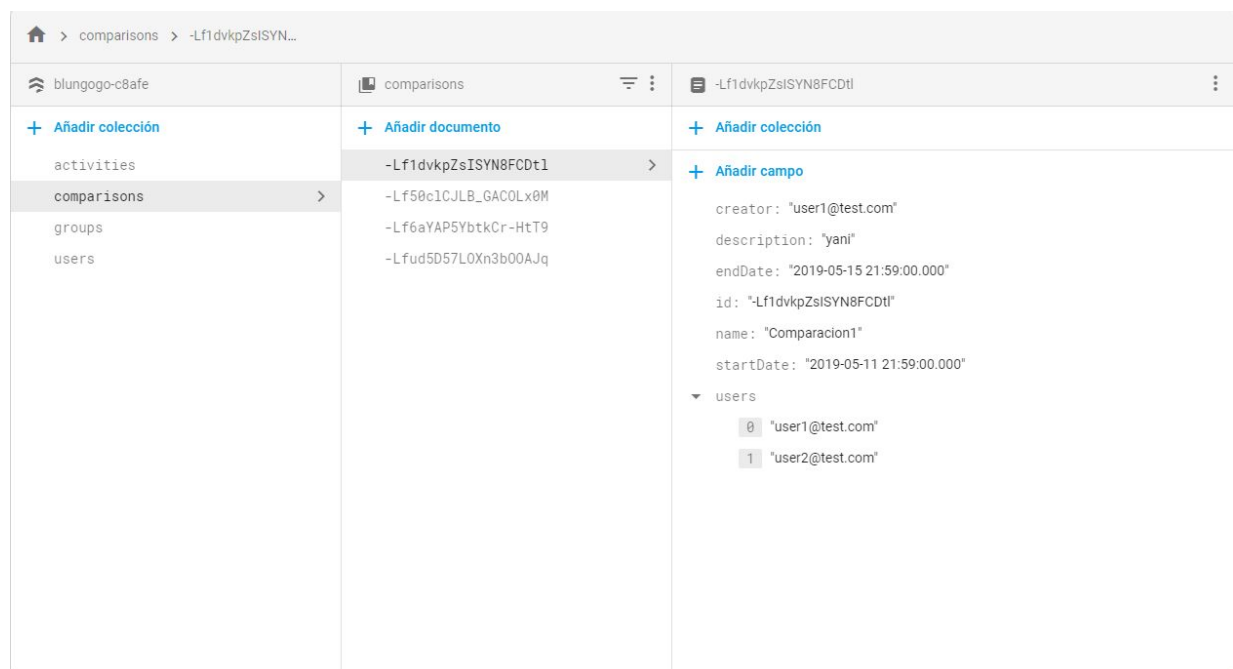 comparisons > -Lf1dvkpZsISYN...
blungogo-c8afe
Añadir colección
activities
comparisons
groups
users
comparisons
Añadir documento
-Lf1dvkpZsISYN8FCDtl
-Lf50clCJLB_GACOLx0M
-Lf6aYAP5YbtkCr-HtT9
-Lfud5D57LOXn3bOOAJq
-Lf1dvkpZsISYN8FCDtl
Añadir colección
Añadir campo
creator: "user1@test.com"
description: "yani"
endDate: "2019-05-15 21:59:00.000"
id: "-Lf1dvkpZsISYN8FCDtl"
name: "Comparacion1"
startDate: "2019-05-11 21:59:00.000"
users
0 "user1@test.com"
1 "user2@test.com"